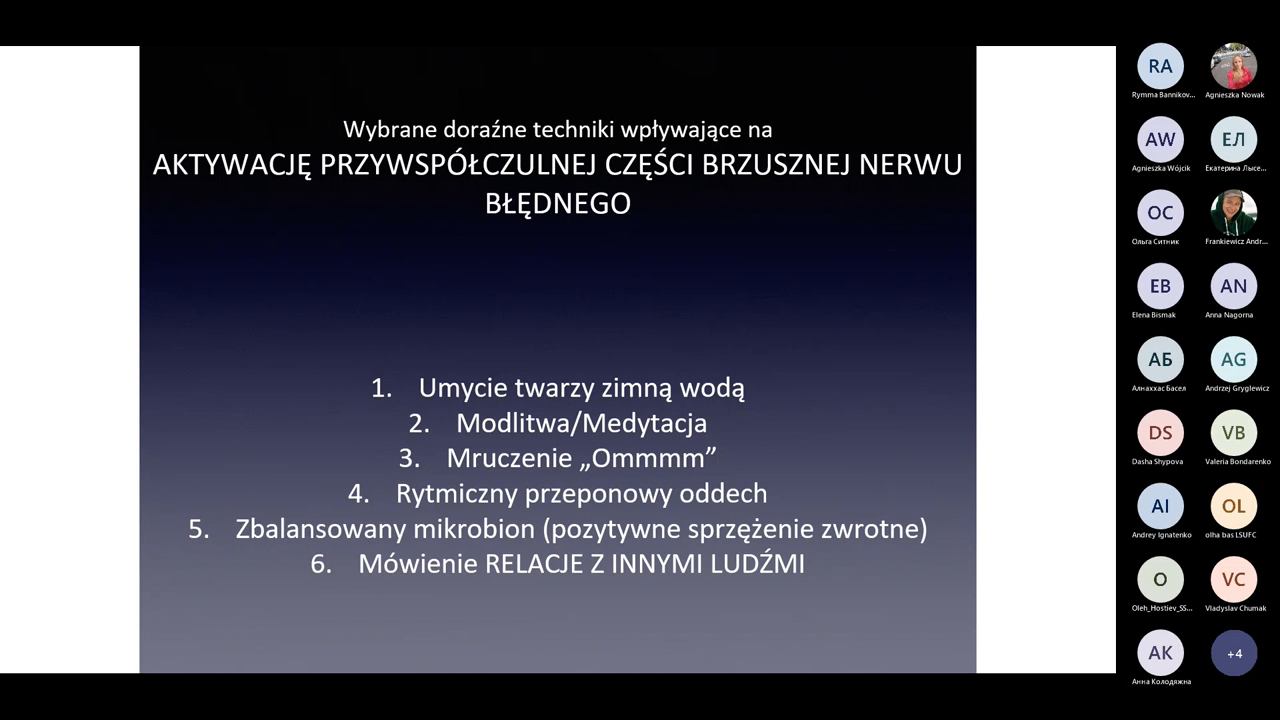 Wybrane doraźne techniki wpływające na
AKTYWACJĘ PRZYWSPÓŁCZULNEJ CZĘŚCI BRZUSZNEJ NERWU
BŁĘDNEGO
1. Umycie twarzy zimną wodą
2. Modlitwa/Medytacja
3. Mruczenie „Ommmm”
4. Rytmiczny przeponowy oddech
5. Zbalansowany mikrobion (pozytywne sprzężenie zwrotne)
6. Mówienie RELACJE Z INNYMI LUDŹMI
RA
Rymma Bannikov...
Agnieszka Nowak
AW
Agnieszka Wójcik
ЕЛ
Екатерина Лысе...
ОС
Ольга Ситник
Frankiewicz Andr...
EB
Elena Bismak
AN
Anna Nagorna
АБ
Алнаххас Басел
AG
Andrzej Gryglewicz
DS
Dasha Shypova
VB
Valeria Bondarenko
AI
Andrey Ignatenko
OL
olha bas LSUFC
O
Oleh_Hostiev_SS...
VC
Vladyslav Chumak
АК
Анна Колодяжна
+4